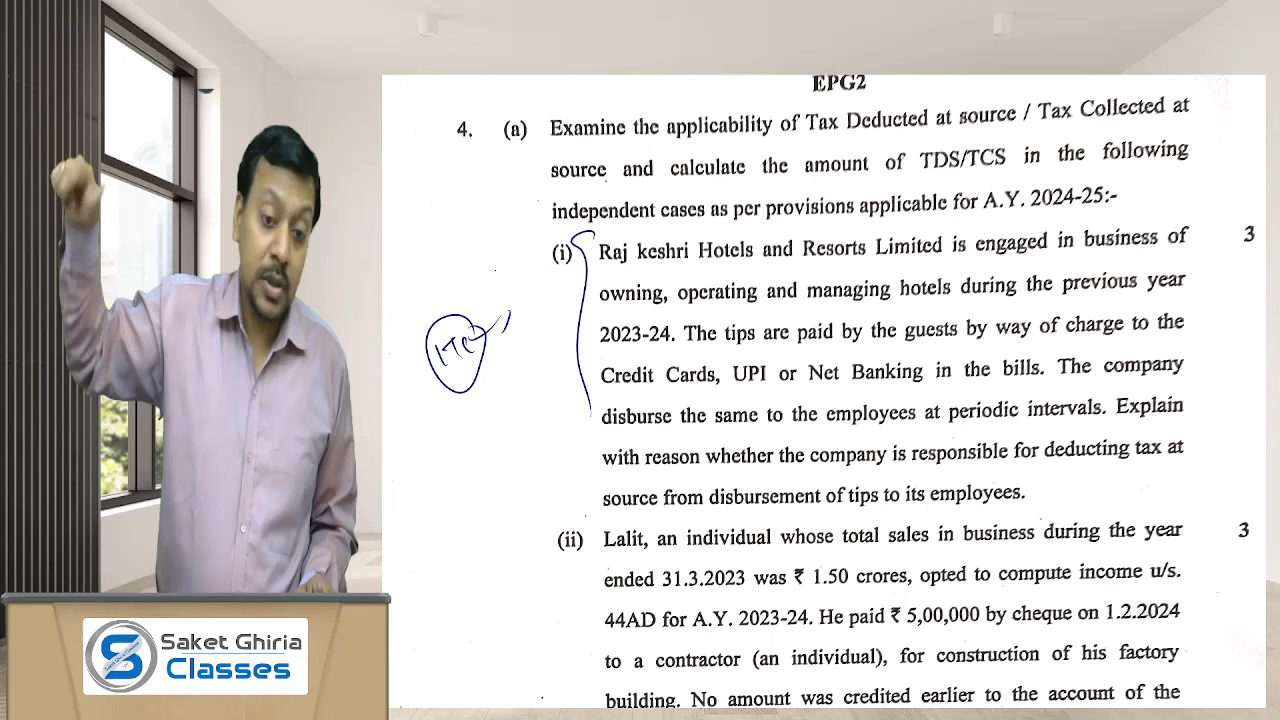 EPG2
4. (a) Examine the applicability of Tax Deducted at source / Tax Collected at
source and calculate the amount of TDS/TCS in the following
independent cases as per provisions applicable for A.Y. 2024-25:-
(i) Raj keshri Hotels and Resorts Limited is engaged in business of 3
owning, operating and managing hotels during the previous year
2023-24. The tips are paid by the guests by way of charge to the
Credit Cards, UPI or Net Banking in the bills. The company
disburse the same to the employees at periodic intervals. Explain
with reason whether the company is responsible for deducting tax at
source from disbursement of tips to its employees.
(ii) Lalit, an individual whose total sales in business during the year 3
ended 31.3.2023 was ₹ 1.50 crores, opted to compute income u/s.
44AD for A.Y. 2023-24. He paid ₹ 5,00,000 by cheque on 1.2.2024
to a contractor (an individual), for construction of his factory
building. No amount was credited earlier to the account of the
ITC
Saket Ghiria
Classes